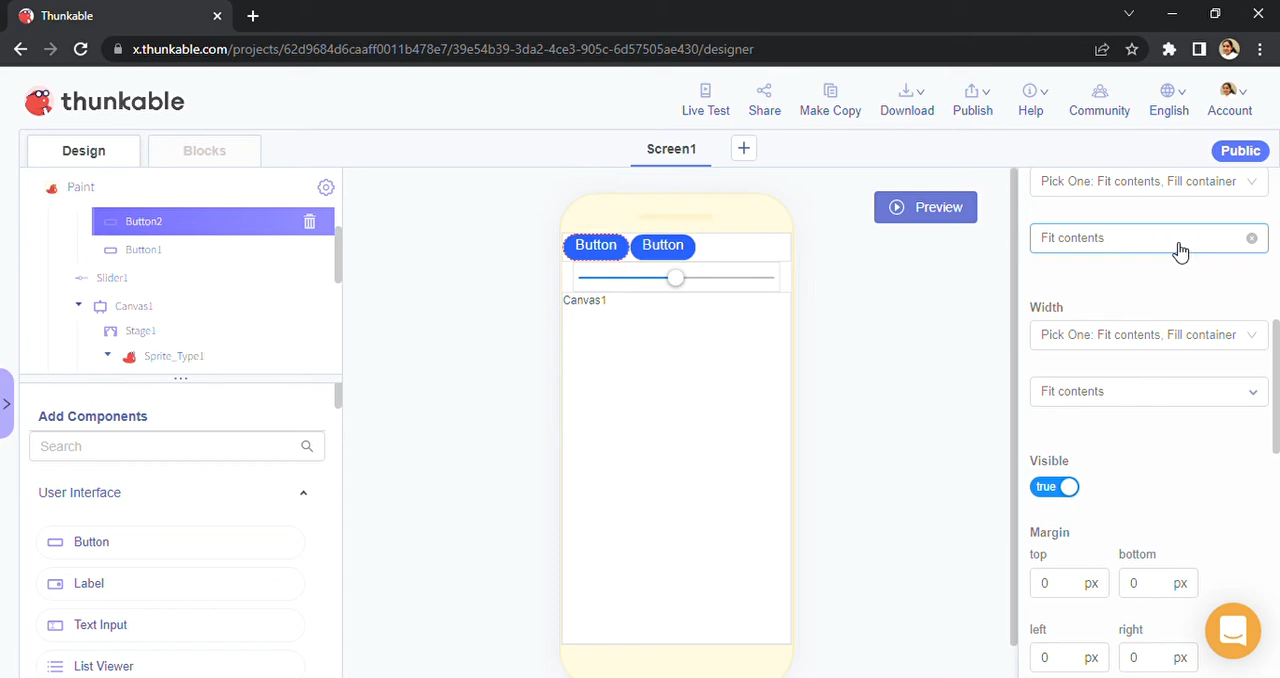 Thunkable
x.thunkable.com/projects/62d9684d6caaff0011b478e7/39e54b39-3da2-4ce3-905c-6d57505ae430/designer
thunkable
Live Test
Share
Make Copy
Download
Publish
Help
Community
English
Account
Design
Blocks
Screen1
Public
Paint
Button2
Button1
Slider1
Canvas1
Stage1
Sprite_Type1
Add Components
Search
User Interface
Button
Label
Text Input
List Viewer
Button
Button
Canvas1
Preview
Pick One: Fit contents, Fill container
Fit contents
Width
Pick One: Fit contents, Fill container
Fit contents
Visible
true
Margin
top bottom
0 px 0 px
left right
0 px 0 px